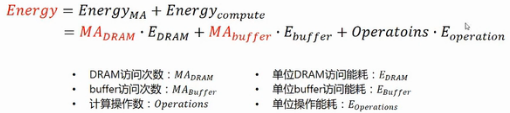 Energy = Energy_MA + Energy_compute
= MA_DRAM · E_DRAM + MA_buffer · E_buffer + Operatoins · E_operation
• DRAM访问次数：MA_DRAM
• 单位DRAM访问能耗：E_DRAM
• buffer访问次数：MA_Buffer
• 单位buffer访问能耗：E_Buffer
• 计算操作数：Operations
• 单位操作能耗：E_Operations